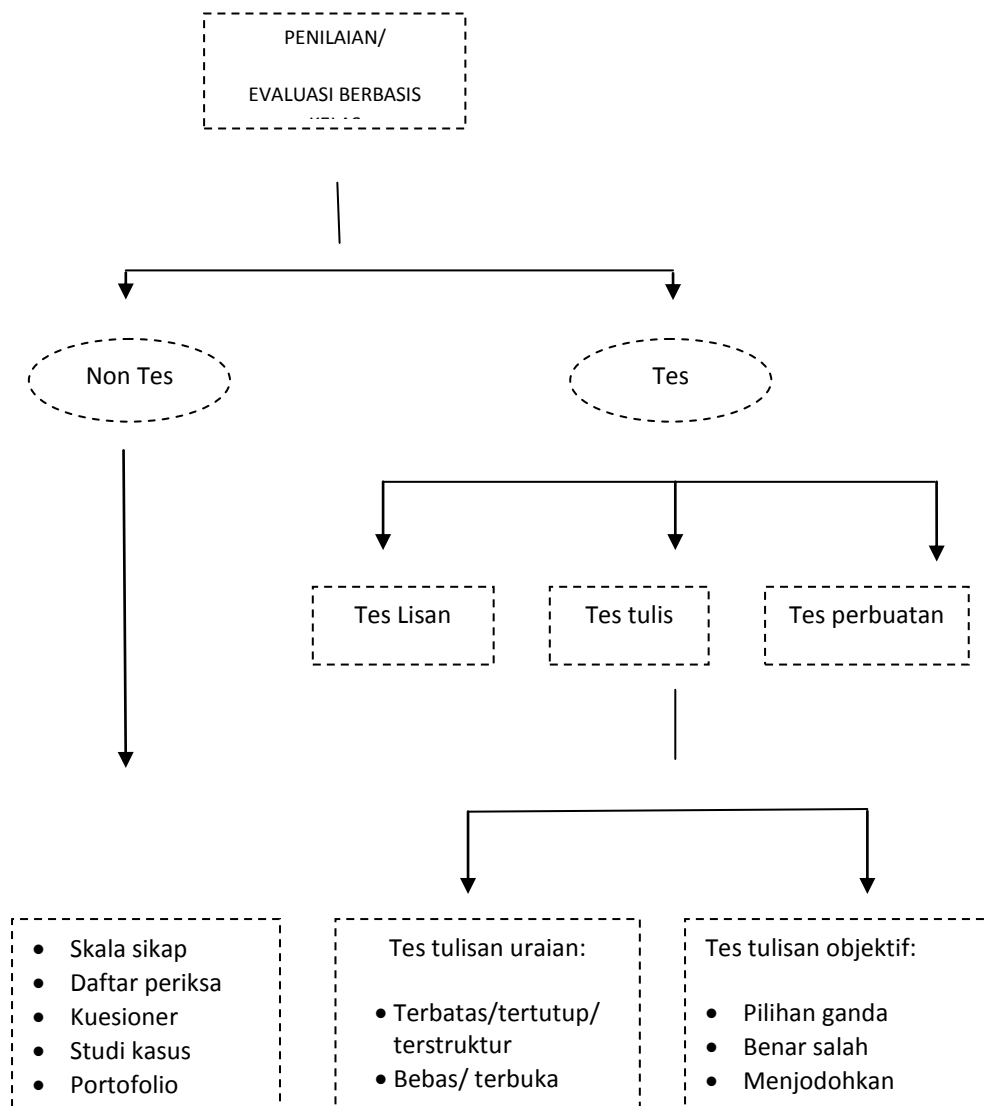 PENILAIAN/
EVALUASI BERBASIS
Non Tes
Tes
Tes Lisan
Tes tulis
Tes perbuatan
• Skala sikap
• Daftar periksa
• Kuesioner
• Studi kasus
• Portofolio
Tes tulisan uraian:
• Terbatas/tertutup/
terstruktur
• Bebas/ terbuka
Tes tulisan objektif:
• Pilihan ganda
• Benar salah
• Menjodohkan